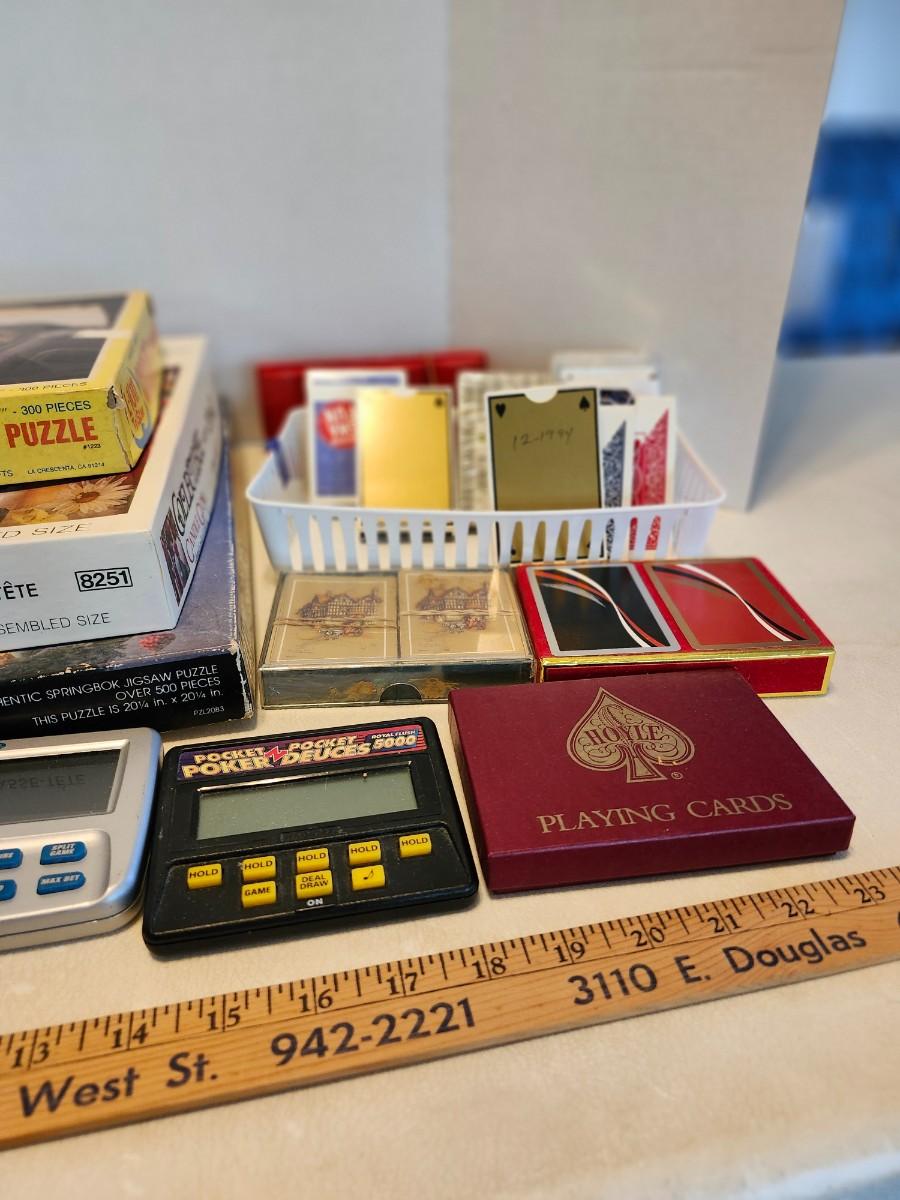 300 PIECES
" - 300 PIECES
PUZZLE
#1223
LA CRESCENTA, CA 91214
D SIZE
TÊTE
8251
SEMBLED SIZE
HENTIC SPRINGBOK JIGSAW PUZZLE
OVER 500 PIECES
THIS PUZZLE IS 20¼ in. x 20¼ in.
PZL2083
12-1994
SPLIT GAME
MAX BET
POCKET POKER
POCKET DEUCES
ROYAL FLUSH 5000
HOLD HOLD HOLD HOLD HOLD
GAME DEAL DRAW
ON
HOYLE
®
PLAYING CARDS
13 14 15 16 17 18 19 20 21 22 23
West St. 942-2221 3110 E. Douglas